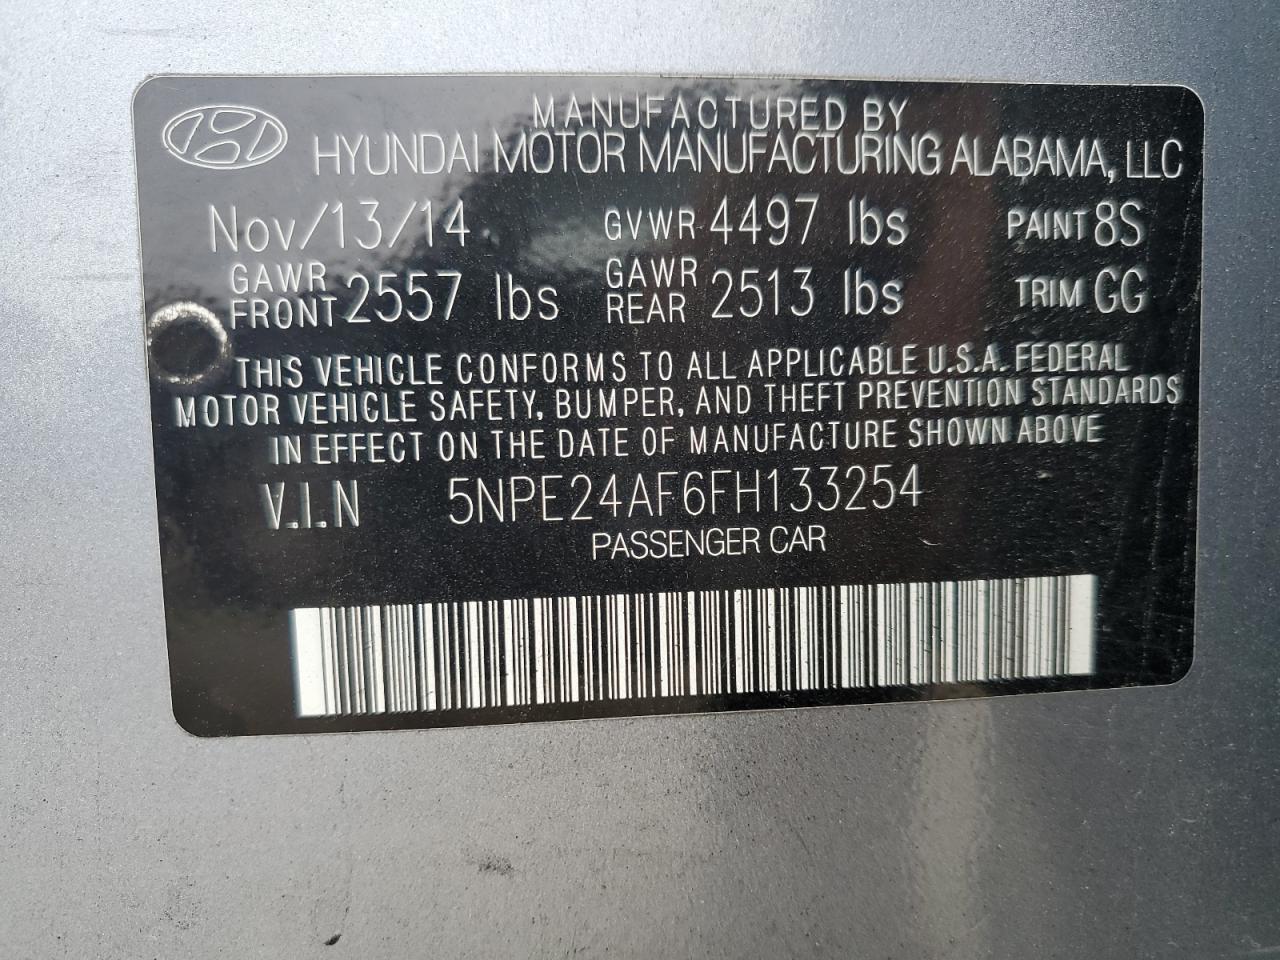 MANUFACTURED BY
HYUNDAI MOTOR MANUFACTURING ALABAMA, LLC
Nov/13/14 GVWR 4497 lbs PAINT 8S
GAWR FRONT 2557 lbs GAWR REAR 2513 lbs TRIM GG
THIS VEHICLE CONFORMS TO ALL APPLICABLE U.S.A. FEDERAL
MOTOR VEHICLE SAFETY, BUMPER, AND THEFT PREVENTION STANDARDS
IN EFFECT ON THE DATE OF MANUFACTURE SHOWN ABOVE
V.I.N 5NPE24AF6FH133254
PASSENGER CAR